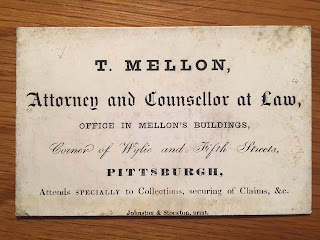 T. MELLON,
Attorney and Counsellor at Law,
OFFICE IN MELLON'S BUILDINGS,
Corner of Wylie and Fifth Streets,
PITTSBURGH,
Attends SPECIALLY to Collections, securing of Claims, &c.
Johnston & Stockton, print.